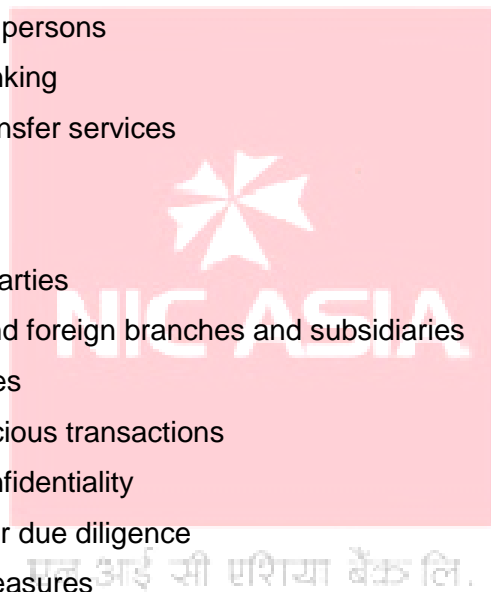 persons
nking
nsfer services
arties
nd foreign branches and subsidiaries
NIC ASIA
es
cious transactions
nfidentiality
r due diligence
एन आई सी एशिया बैंक लि.
easures